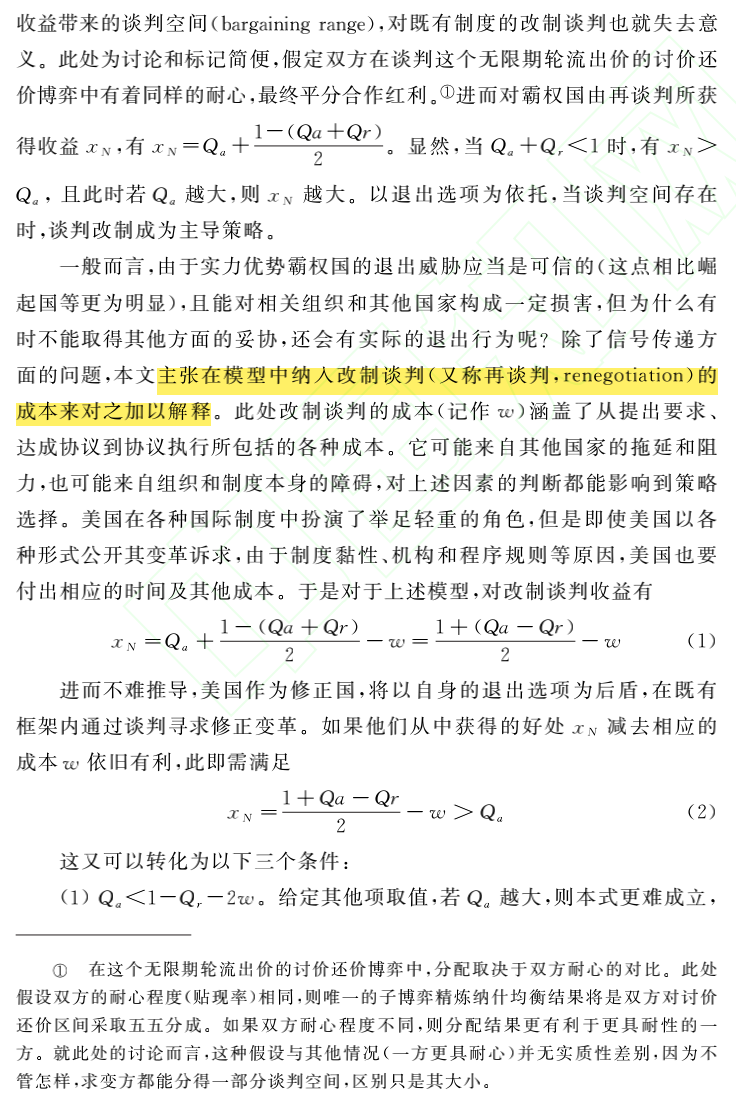 收益带来的谈判空间(bargaining range),对既有制度的改制谈判也就失去意
义。此处为讨论和标记简便,假定双方在谈判这个无限期轮流出价的讨价还
价博弈中有着同样的耐心,最终平分合作红利。①进而对霸权国由再谈判所获
得收益 xN,有 xN=Qa+(1-(Qa+Qr))/2。显然,当 Qa+Qr<1 时,有 xN>
Qa,且此时若 Qa 越大,则 xN 越大。以退出选项为依托,当谈判空间存在
时,谈判改制成为主导策略。
一般而言,由于实力优势霸权国的退出威胁应当是可信的(这点相比崛
起国等更为明显),且能对相关组织和其他国家构成一定损害,但为什么有
时不能取得其他方面的妥协,还会有实际的退出行为呢?除了信号传递方
面的问题,本文主张在模型中纳入改制谈判(又称再谈判,renegotiation)的
成本来对之加以解释。此处改制谈判的成本(记作 w)涵盖了从提出要求、
达成协议到协议执行所包括的各种成本。它可能来自其他国家的拖延和阻
力,也可能来自组织和制度本身的障碍,对上述因素的判断都能影响到策略
选择。美国在各种国际制度中扮演了举足轻重的角色,但是即使美国以各
种形式公开其变革诉求,由于制度黏性、机构和程序规则等原因,美国也要
付出相应的时间及其他成本。于是对于上述模型,对改制谈判收益有
xN=Qa+(1-(Qa+Qr))/2-w=(1+(Qa-Qr))/2-w (1)
进而不难推导,美国作为修正国,将以自身的退出选项为后盾,在既有
框架内通过谈判寻求修正变革。如果他们从中获得的好处 xN 减去相应的
成本 w 依旧有利,此即需满足
xN=(1+Qa-Qr)/2-w>Qa (2)
这又可以转化为以下三个条件:
(1) Qa<1-Qr-2w。给定其他项取值,若 Qa 越大,则本式更难成立,
① 在这个无限期轮流出价的讨价还价博弈中,分配取决于双方耐心的对比。此处
假设双方的耐心程度(贴现率)相同,则唯一的子博弈精炼纳什均衡结果将是双方对讨价
还价区间采取五五分成。如果双方耐心程度不同,则分配结果更有利于更具耐性的一
方。就此处的讨论而言,这种假设与其他情况(一方更具耐心)并无实质性差别,因为不
管怎样,求变方都能分得一部分谈判空间,区别只是其大小。